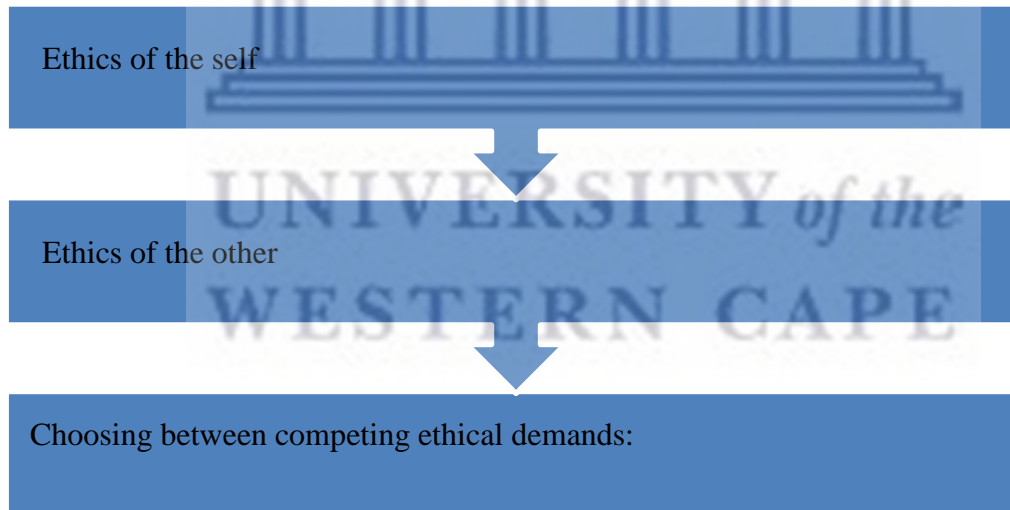 Ethics of the self
UNIVERSITY of the
Ethics of the other
WESTERN CAPE
Choosing between competing ethical demands: